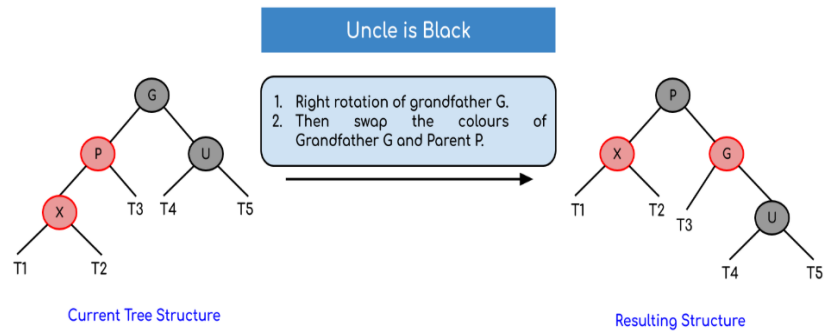 Uncle is Black
1. Right rotation of grandfather G.
2. Then swap the colours of
Grandfather G and Parent P.
G
P
U
X
T3
T4
T5
T1
T2
Current Tree Structure
P
X
G
T1
T2
T3
U
T4
T5
Resulting Structure